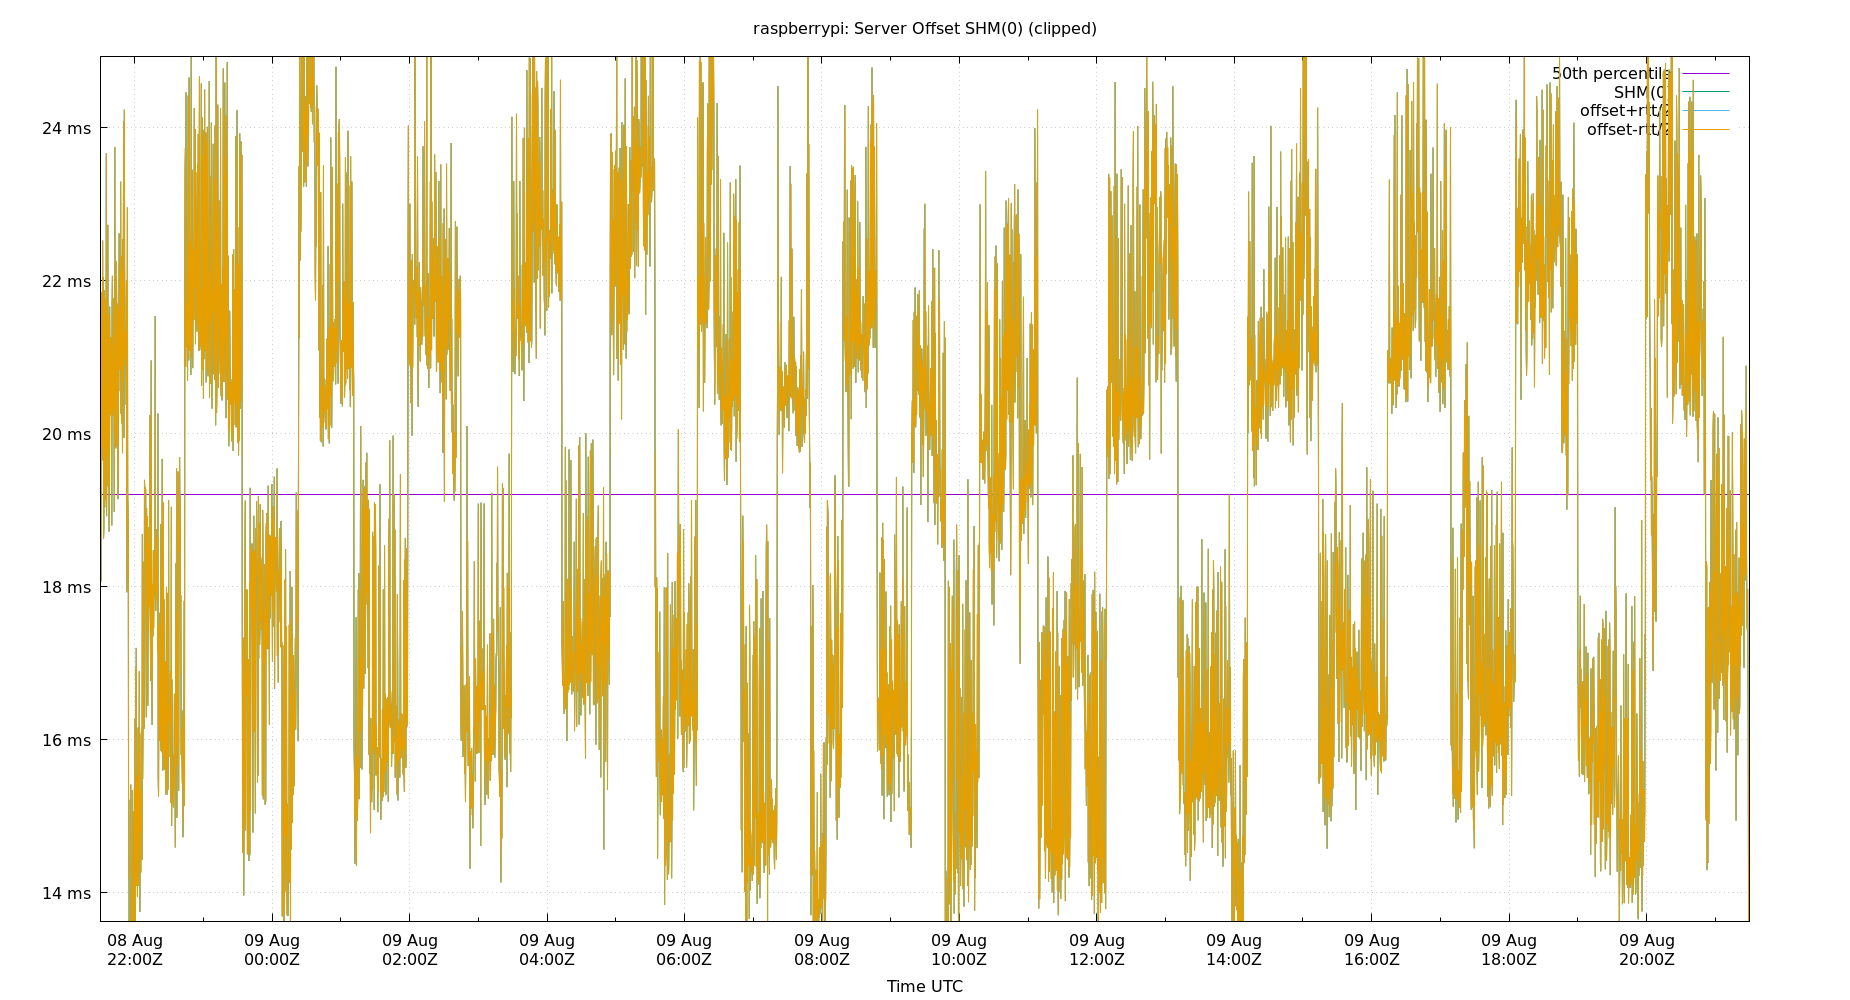 raspberrypi: Server Offset SHM(0) (clipped)
50th percentile
SHM(0)
offset+rtt/2
offset-rtt/2
24 ms
22 ms
20 ms
18 ms
16 ms
14 ms
08 Aug 09 Aug 09 Aug 09 Aug 09 Aug 09 Aug 09 Aug 09 Aug 09 Aug 09 Aug 09 Aug 09 Aug
22:00Z 00:00Z 02:00Z 04:00Z 06:00Z 08:00Z 10:00Z 12:00Z 14:00Z 16:00Z 18:00Z 20:00Z
Time UTC